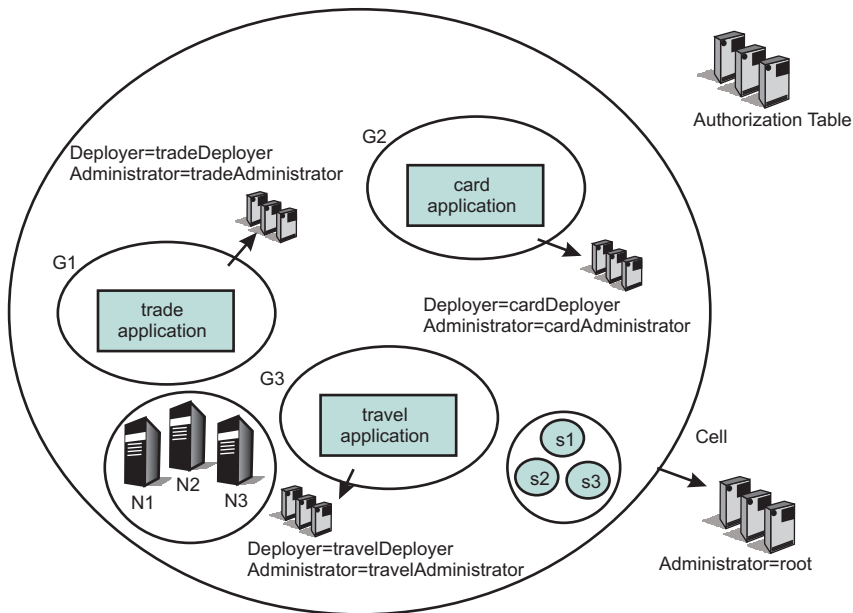 Authorization Table
G2
Deployer=tradeDeployer
Administrator=tradeAdministrator
card
application
G1
trade
application
Deployer=cardDeployer
Administrator=cardAdministrator
G3
travel
application
Cell
s1
s2
s3
N1
N2
N3
Deployer=travelDeployer
Administrator=travelAdministrator
Administrator=root